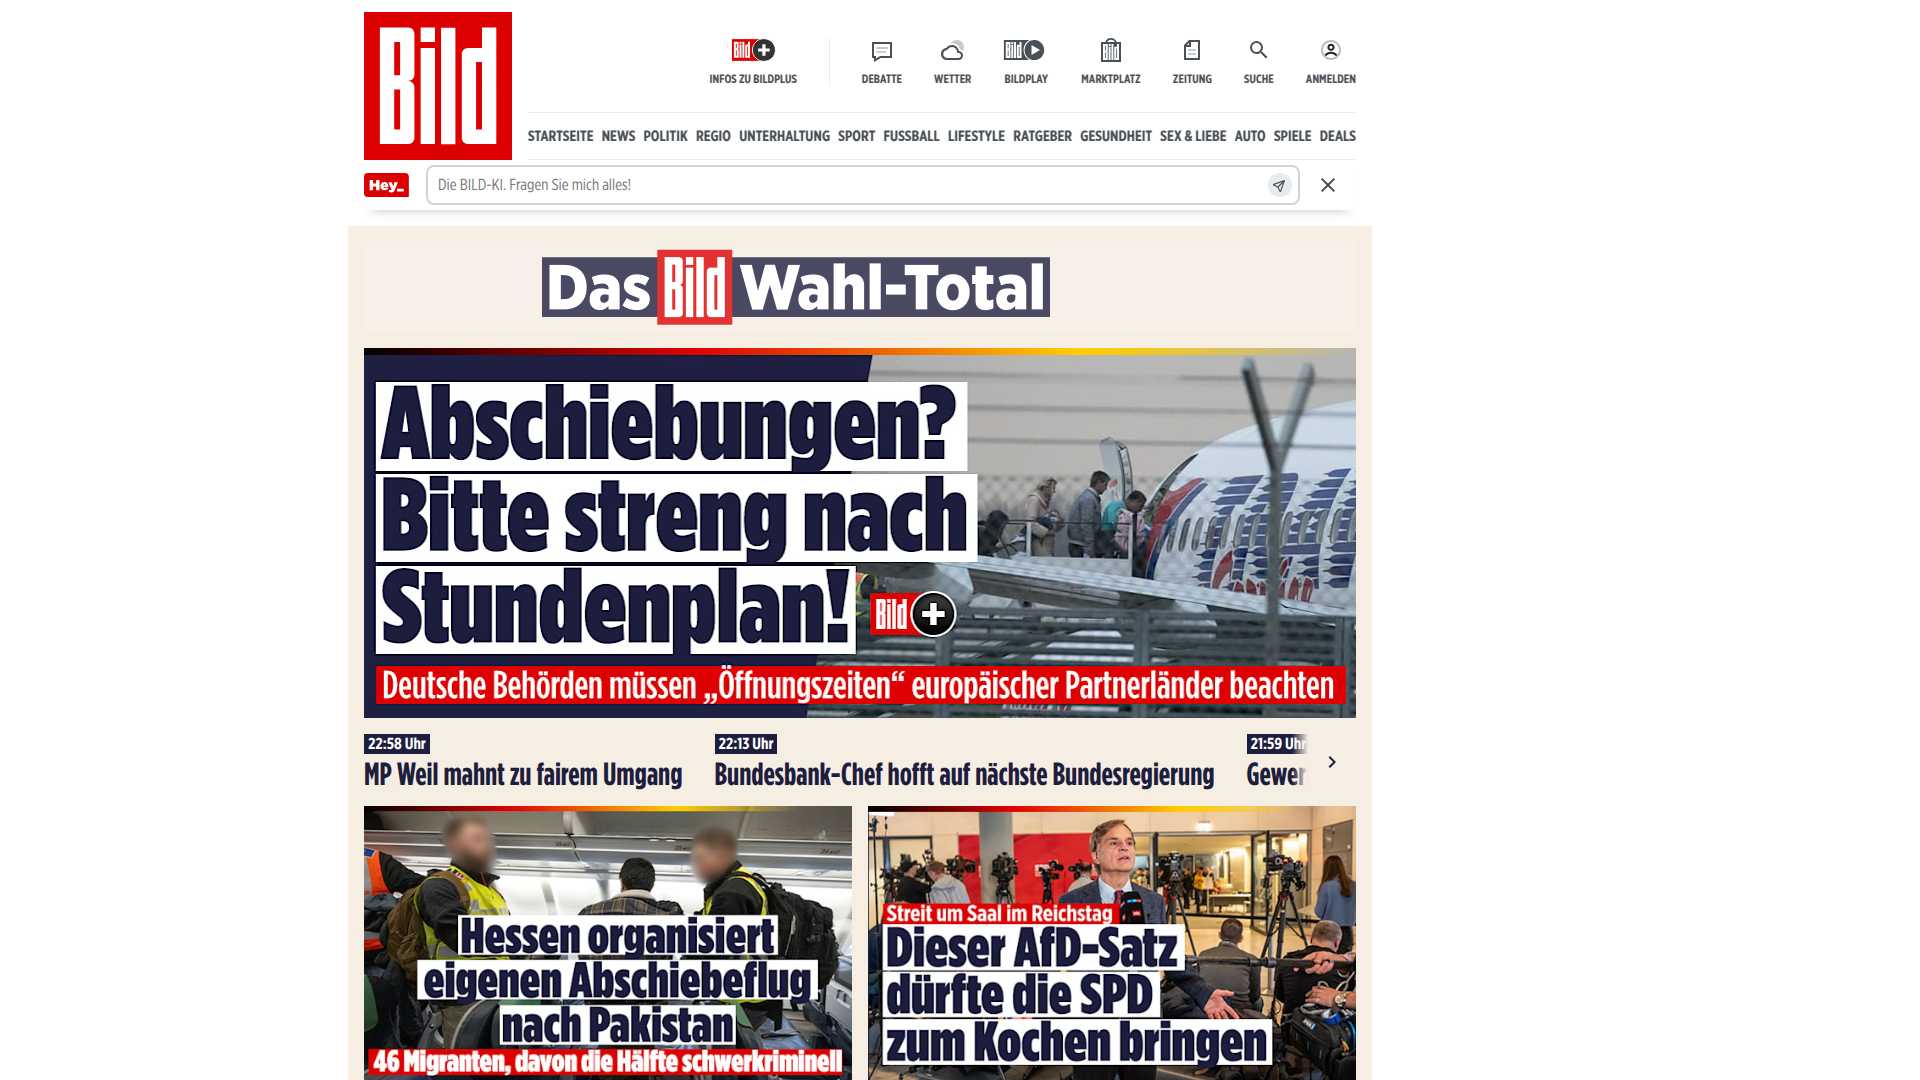 Bild
Bild
INFOS ZU BILDPLUS
DEBATTE
WETTER
Bild
BILDPLAY
Bild
MARKTPLATZ
ZEITUNG
SUCHE
ANMELDEN
STARTSEITE NEWS POLITIK REGIO UNTERHALTUNG SPORT FUSSBALL LIFESTYLE RATGEBER GESUNDHEIT SEX & LIEBE AUTO SPIELE DEALS
Hey_
Die BILD-KI. Fragen Sie mich alles!
Das Bild Wahl-Total
Abschiebungen?
Bitte streng nach
Stundenplan!
Bild
Deutsche Behörden müssen „Öffnungszeiten“ europäischer Partnerländer beachten
22:58 Uhr
MP Weil mahnt zu fairem Umgang
22:13 Uhr
Bundesbank-Chef hofft auf nächste Bundesregierung
21:59 Uhr
Gewer
Hessen organisiert
eigenen Abschiebeflug
nach Pakistan
46 Migranten, davon die Hälfte schwerkriminell
Streit um Saal im Reichstag
Dieser AfD-Satz
dürfte die SPD
zum Kochen bringen